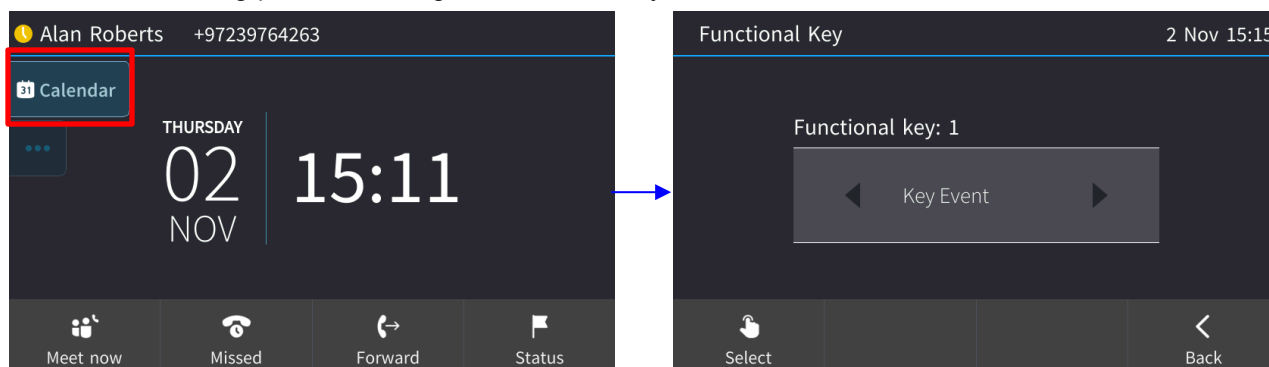 Alan Roberts +97239764263
31 Calendar
•••
THURSDAY
02
NOV
15:11
Meet now Missed Forward Status
Functional Key 2 Nov 15:15
Functional key: 1
Key Event
Select Back